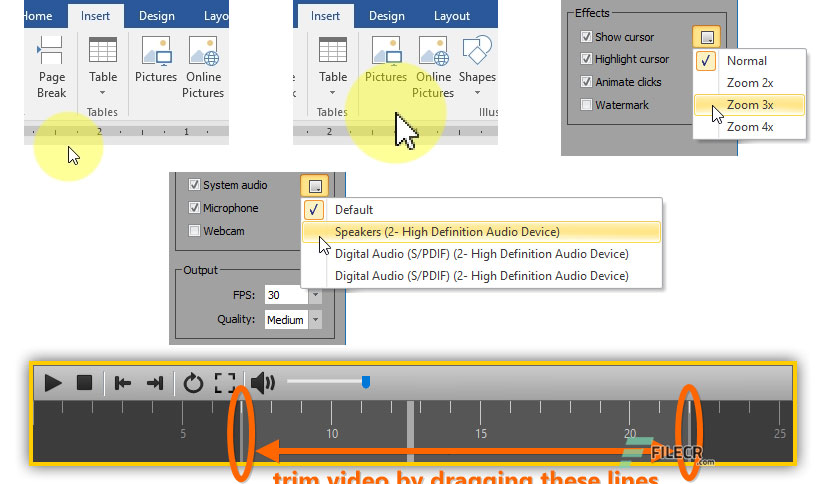 Home Insert Design Layo
Page Break
Table
Pictures
Online Pictures
Tables
2 1
Insert Design Layout
Table
Pictures
Online Pictures
Shapes
Tables
Illus
2 1
Effects
Show cursor
Highlight cursor
Animate clicks
Watermark
Normal
Zoom 2x
Zoom 3x
Zoom 4x
System audio
Microphone
Webcam
Default
Speakers (2- High Definition Audio Device)
Digital Audio (S/PDIF) (2- High Definition Audio Device)
Digital Audio (S/PDIF) (2- High Definition Audio Device)
Output
FPS: 30
Quality: Medium
5 10 15 20 25
FILECR
.com
trim video by dragging these lines